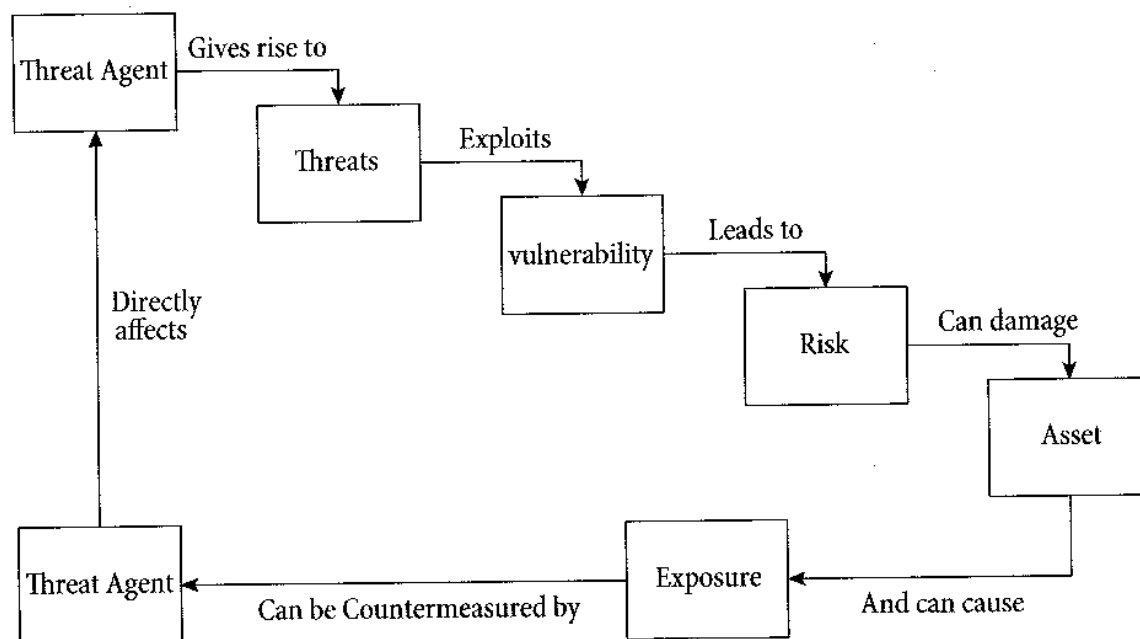 Threat Agent
Gives rise to
Threats
Exploits
vulnerability
Leads to
Risk
Can damage
Asset
Directly
affects
Threat Agent
Can be Countermeasured by
Exposure
And can cause